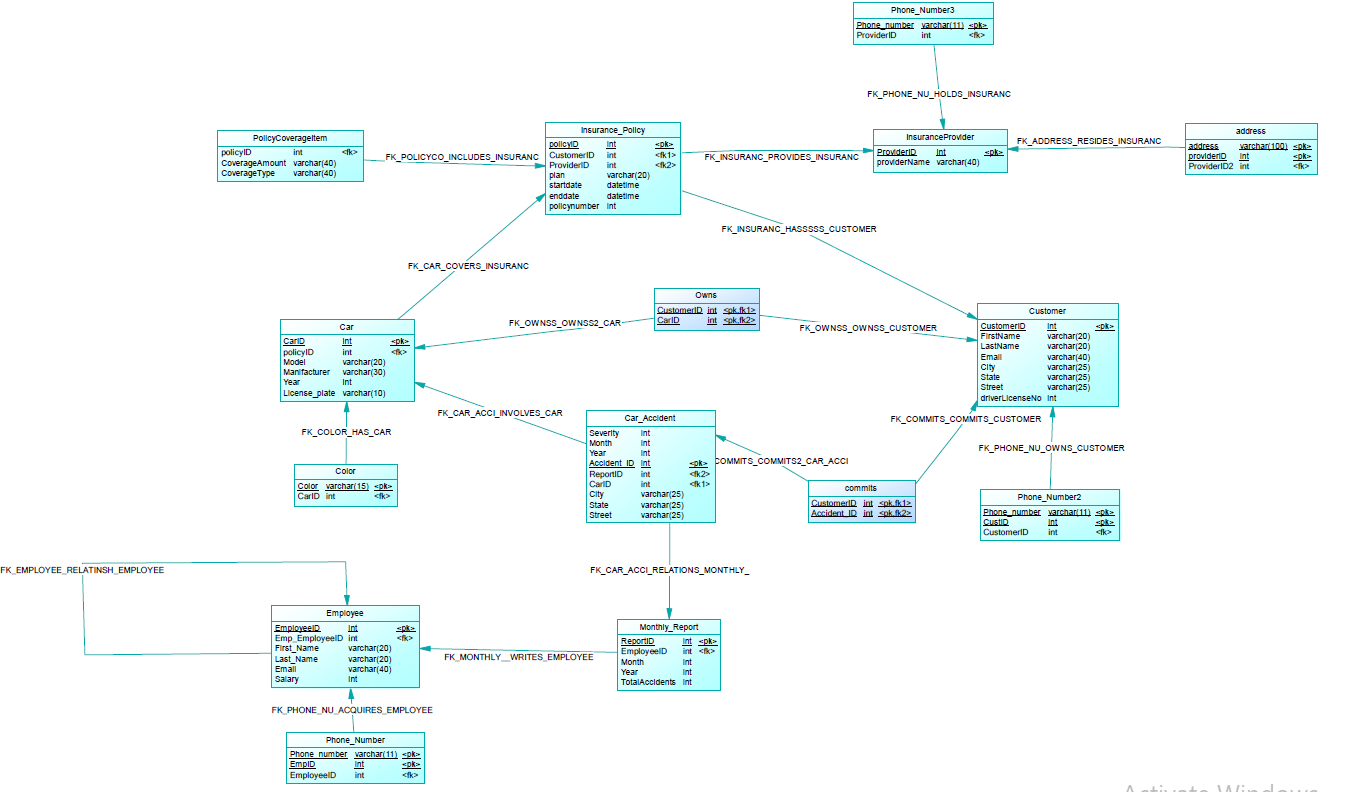 Phone_Number3
Phone_number varchar(11) <pk>
ProviderID int <fk>
FK_PHONE_NU_HOLDS_INSURANC
PolicyCoverageItem
policyID int <fk>
CoverageAmount varchar(40)
CoverageType varchar(40)
FK_POLICYCO_INCLUDES_INSURANC
Insurance_Policy
policyID int <pk>
CustomerID int <fk1>
ProviderID int <fk2>
plan varchar(20)
startdate datetime
enddate datetime
policynumber int
FK_INSURANC_PROVIDES_INSURANC
InsuranceProvider
ProviderID int <pk>
providerName varchar(40)
FK_ADDRESS_RESIDES_INSURANC
address
address varchar(100) <pk>
providerID int <pk>
ProviderID2 int <fk>
FK_INSURANC_HASSSSS_CUSTOMER
FK_CAR_COVERS_INSURANC
Owns
CustomerID int <pk,fk1>
CarID int <pk,fk2>
FK_OWNSS_OWNSS2_CAR
FK_OWNSS_OWNSS_CUSTOMER
Car
CarID int <pk>
policyID int <fk>
Model varchar(20)
Manifacturer varchar(30)
Year int
License_plate varchar(10)
Customer
CustomerID int <pk>
FirstName varchar(20)
LastName varchar(20)
Email varchar(40)
City varchar(25)
State varchar(25)
Street varchar(25)
driverLicenseNo int
FK_CAR_ACCI_INVOLVES_CAR
FK_COLOR_HAS_CAR
Color
Color varchar(15) <pk>
CarID int <fk>
Car_Accident
Severity int
Month int
Year int
Accident_ID int <pk>
ReportID int <fk2>
CarID int <fk1>
City varchar(25)
State varchar(25)
Street varchar(25)
FK_COMMITS_COMMITS_CUSTOMER
COMMITS_COMMITS2_CAR_ACCI
commits
CustomerID int <pk,fk1>
Accident_ID int <pk,fk2>
FK_PHONE_NU_OWNS_CUSTOMER
Phone_Number2
Phone_number varchar(11) <pk>
CustID int <pk>
CustomerID int <fk>
FK_EMPLOYEE_RELATINSH_EMPLOYEE
FK_CAR_ACCI_RELATIONS_MONTHLY_
Employee
EmployeeID int <pk>
Emp_EmployeeID int <fk>
First_Name varchar(20)
Last_Name varchar(20)
Email varchar(40)
Salary int
FK_MONTHLY__WRITES_EMPLOYEE
Monthly_Report
ReportID int <pk>
EmployeeID int <fk>
Month int
Year int
TotalAccidents int
FK_PHONE_NU_ACQUIRES_EMPLOYEE
Phone_Number
Phone_number varchar(11) <pk>
EmpID int <pk>
EmployeeID int <fk>
Activate Windows